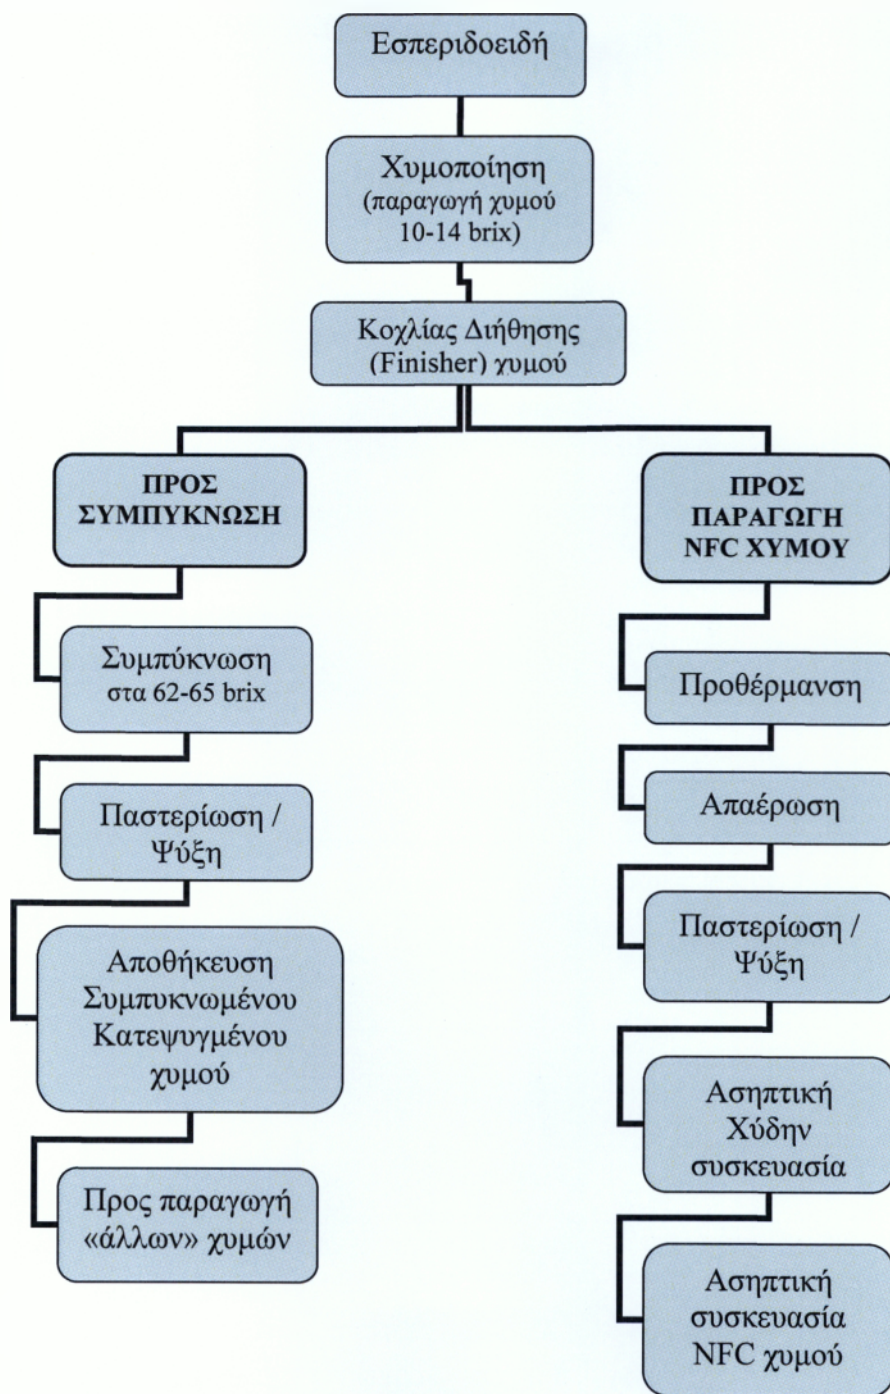 Εσπεριδοειδή
Χυμοποίηση
(παραγωγή χυμού
10-14 brix)
Κοχλίας Διήθησης
(Finisher) χυμού
ΠΡΟΣ
ΣΥΜΠΥΚΝΩΣΗ
Συμπύκνωση
στα 62-65 brix
Παστερίωση /
Ψύξη
Αποθήκευση
Συμπυκνωμένου
Κατεψυγμένου
χυμού
Προς παραγωγή
«άλλων» χυμών
ΠΡΟΣ
ΠΑΡΑΓΩΓΗ
NFC ΧΥΜΟΥ
Προθέρμανση
Απαέρωση
Παστερίωση /
Ψύξη
Ασηπτική
Χύδην
συσκευασία
Ασηπτική
συσκευασία
NFC χυμού